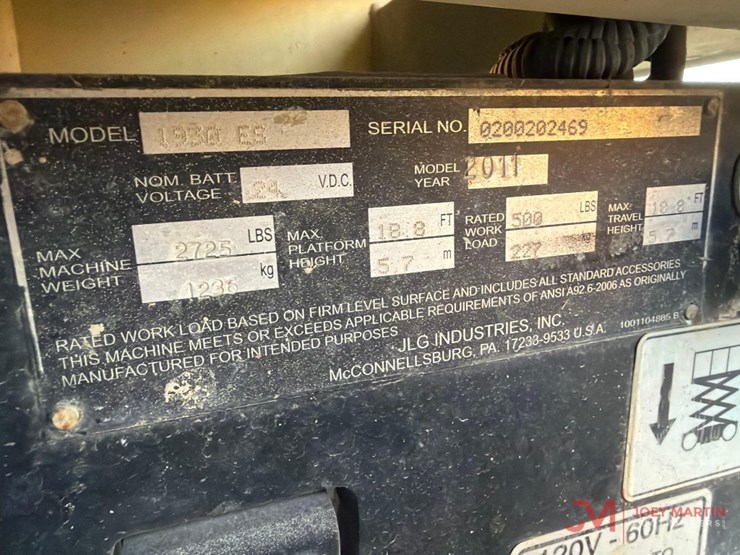 MODEL 1930 ES SERIAL NO. 0200202469
NOM. BATT. VOLTAGE 24 V.D.C. MODEL YEAR 2011
MAX MACHINE WEIGHT 2725 LBS 1236 kg
MAX. PLATFORM HEIGHT 18.8 FT 5.7 m
RATED WORK LOAD 500 LBS 227 kg
MAX. TRAVEL HEIGHT 18.8 FT 5.7 m
RATED WORK LOAD BASED ON FIRM LEVEL SURFACE AND INCLUDES ALL STANDARD ACCESSORIES
THIS MACHINE MEETS OR EXCEEDS APPLICABLE REQUIREMENTS OF ANSI A92.6-2006 AS ORIGINALLY
MANUFACTURED FOR INTENDED PURPOSES
JLG INDUSTRIES, INC.
McCONNELLSBURG, PA. 17233-9533 U.S.A.
1001104885 B
120V - 60HZ
JM JOEY MARTIN